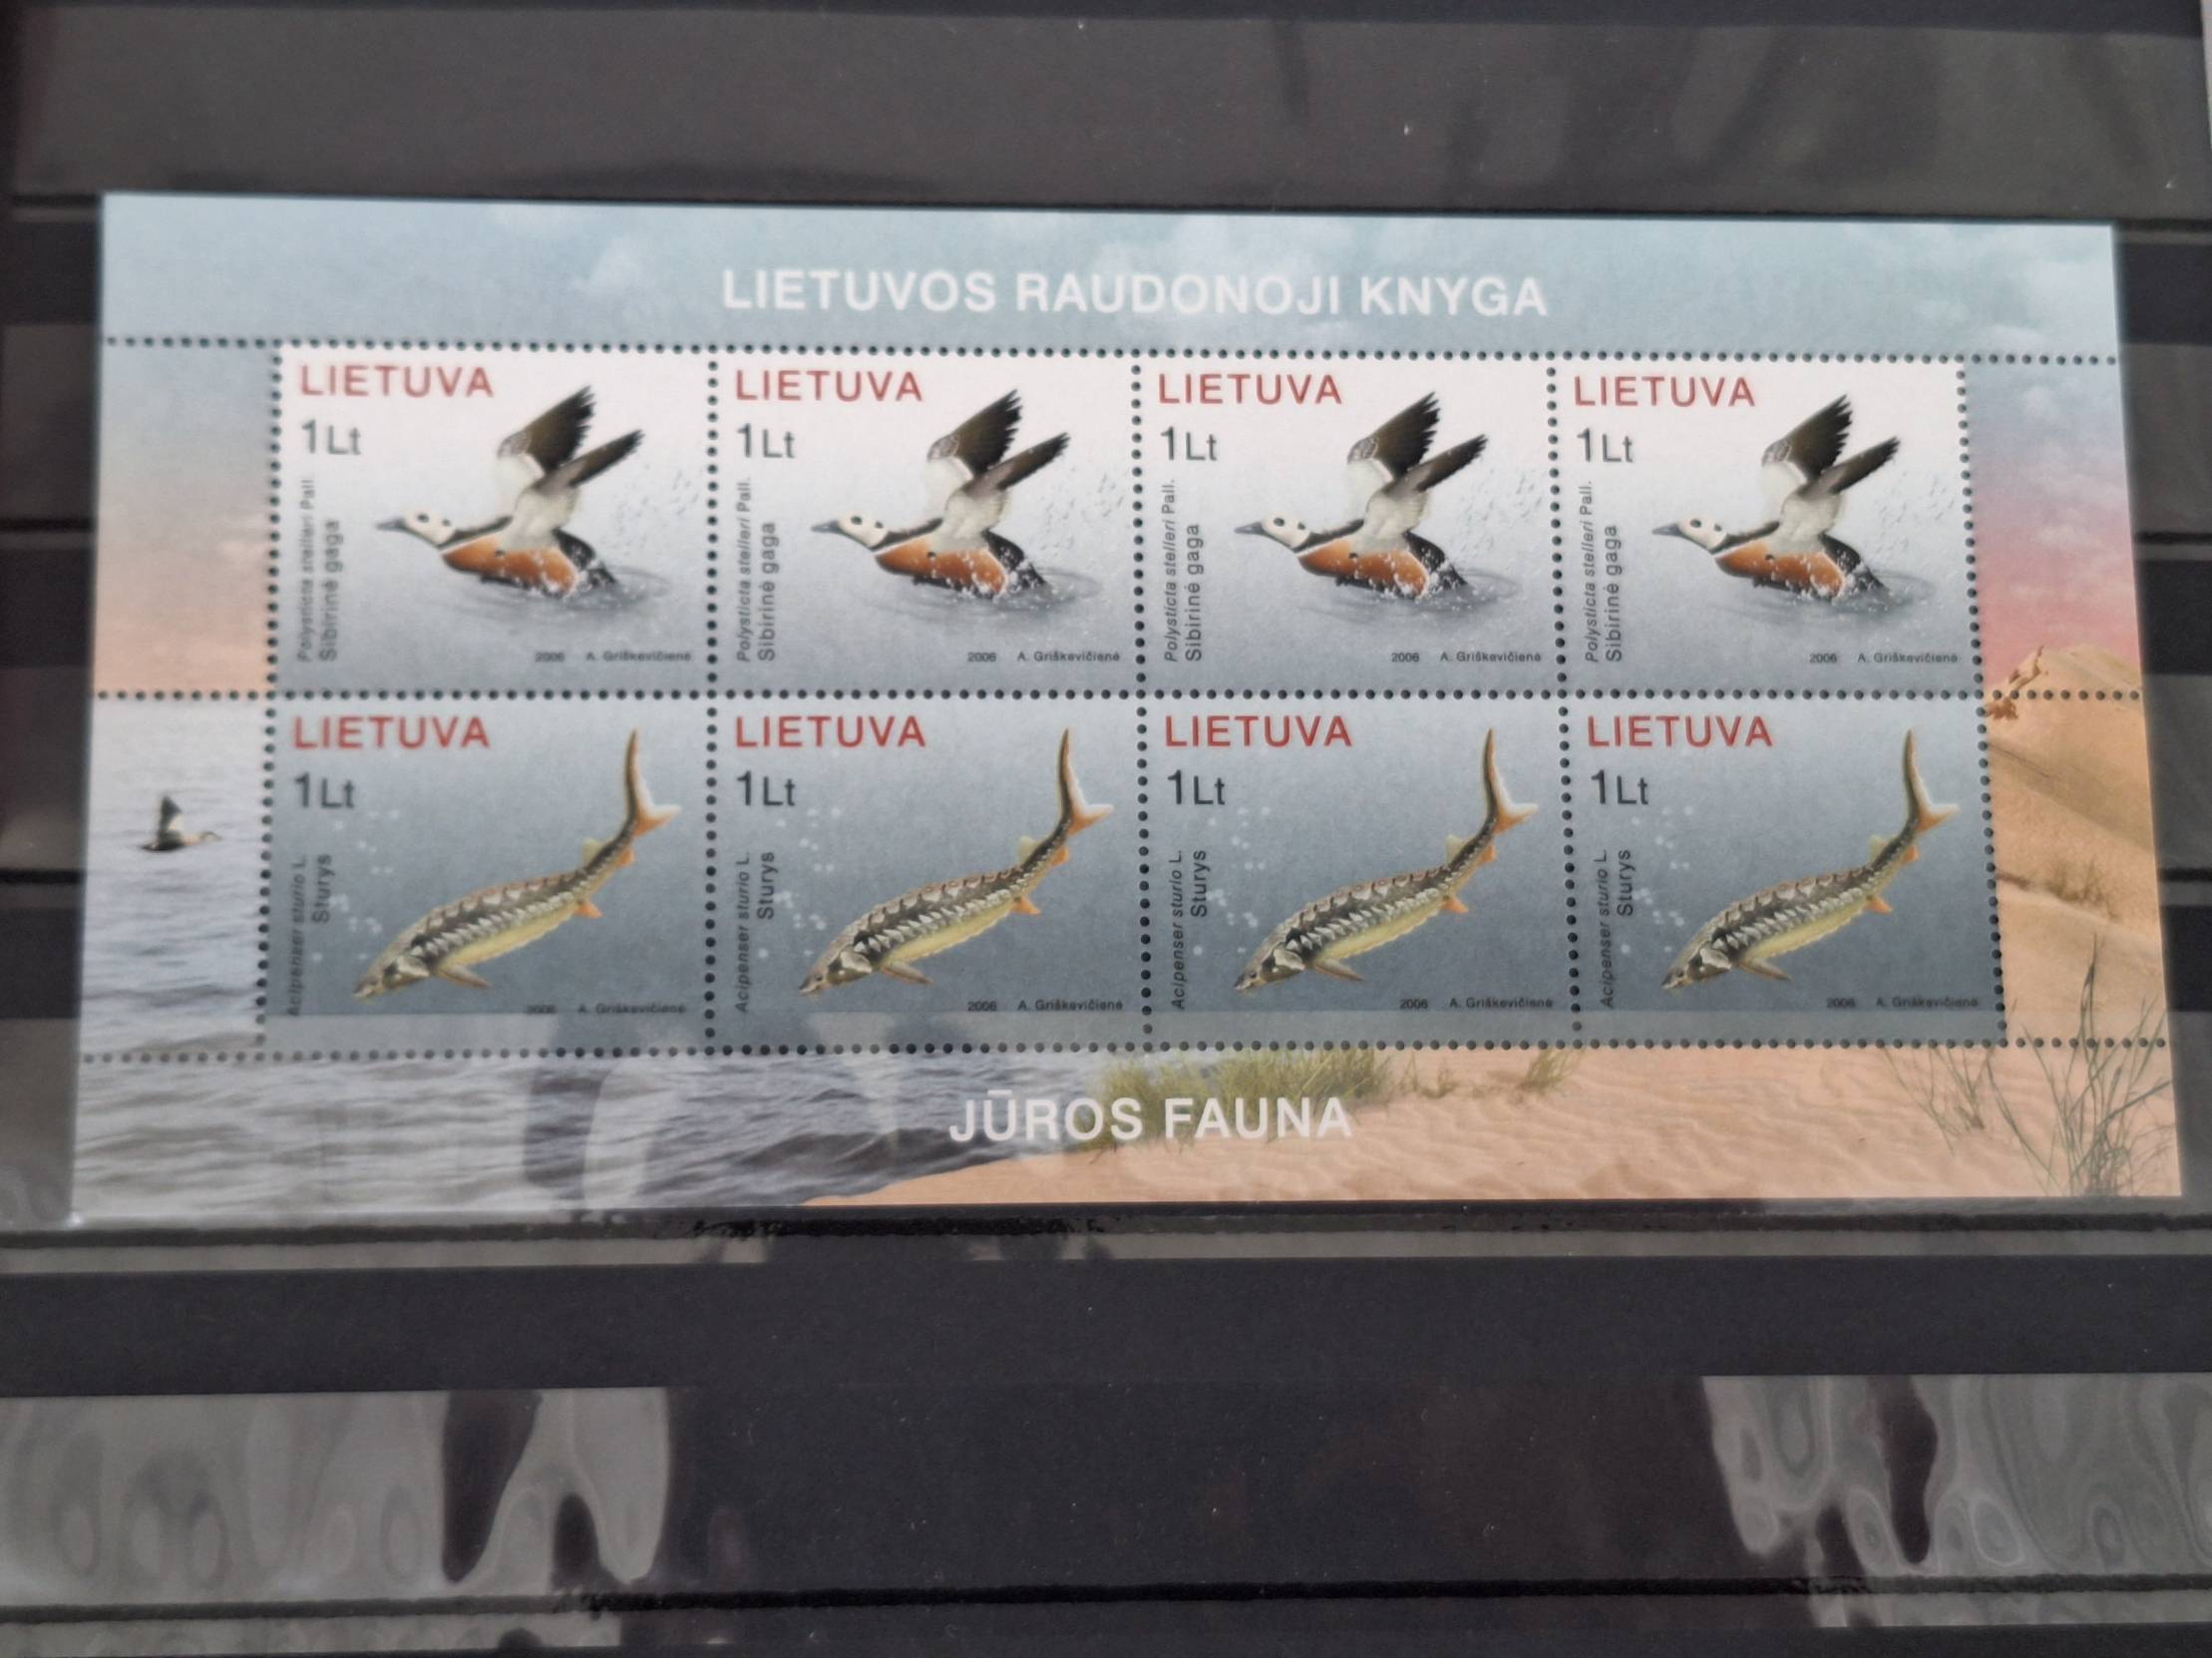 LIETUVOS RAUDONOJI KNYGA
LIETUVA
1Lt
Polysticta stelleri Pall.
Sibirinė gaga
2006 A. Griškevičienė
LIETUVA
1Lt
Polysticta stelleri Pall.
Sibirinė gaga
2006 A. Griškevičienė
LIETUVA
1Lt
Polysticta stelleri Pall.
Sibirinė gaga
2006 A. Griškevičienė
LIETUVA
1Lt
Polysticta stelleri Pall.
Sibirinė gaga
2006 A. Griškevičienė
LIETUVA
1Lt
Acipenser sturio L.
Sturys
2006 A. Griškevičienė
LIETUVA
1Lt
Acipenser sturio L.
Sturys
2006 A. Griškevičienė
LIETUVA
1Lt
Acipenser sturio L.
Sturys
2006 A. Griškevičienė
LIETUVA
1Lt
Acipenser sturio L.
Sturys
2006 A. Griškevičienė
JŪROS FAUNA